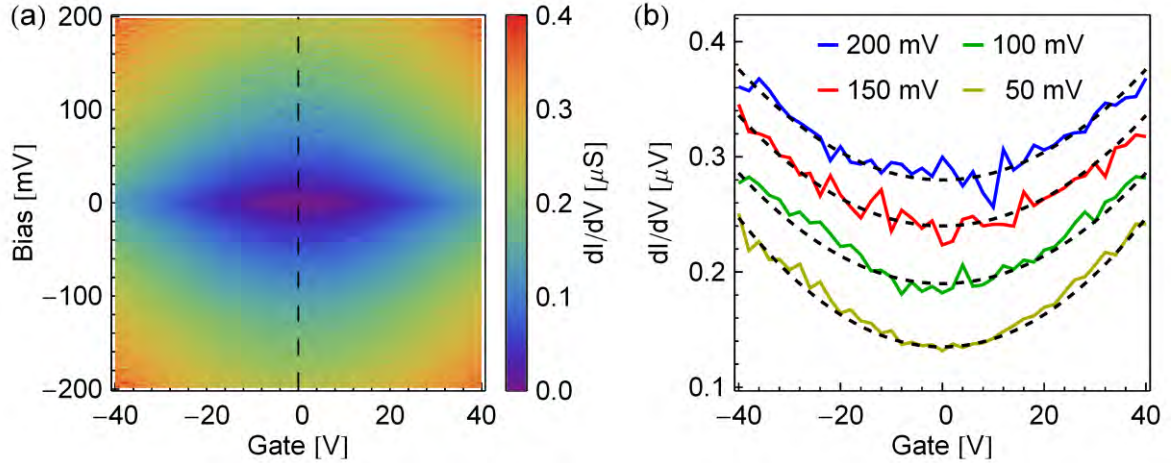 (a)
200
100
0
−100
−200
Bias [mV]
−40
−20
0
20
40
Gate [V]
0.4
0.3
0.2
0.1
0.0
dI/dV [μS]
(b)
0.4
0.3
0.2
0.1
dI/dV [μV]
200 mV
100 mV
150 mV
50 mV
−40
−20
0
20
40
Gate [V]